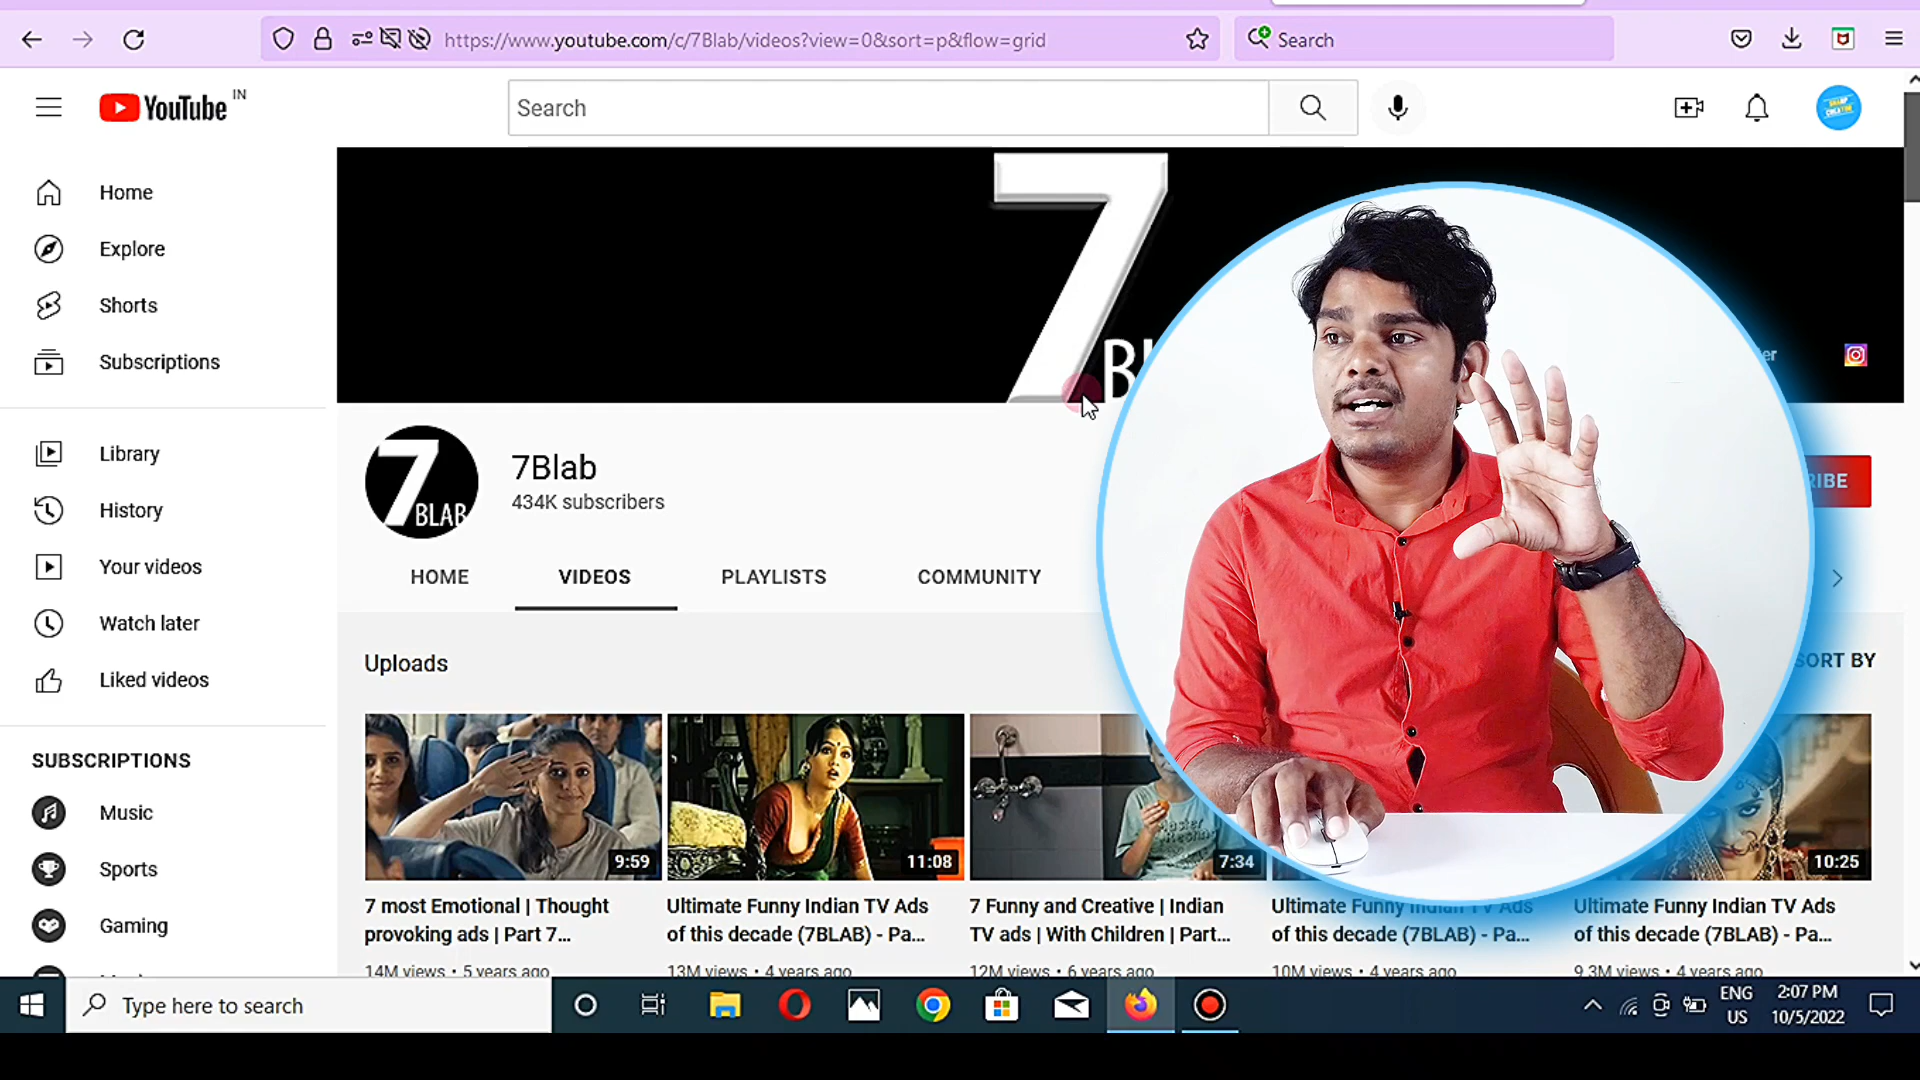 https://www.youtube.com/c/7Blab/videos?view=0&sort=p&flow=grid
Search
YouTube IN
Search
Home
Explore
Shorts
Subscriptions
Library
History
Your videos
Watch later
Liked videos
SUBSCRIPTIONS
Music
Sports
Gaming
7
7 BLAB
7Blab
434K subscribers
HOME VIDEOS PLAYLISTS COMMUNITY
Uploads
SORT BY
9:59
11:08
7:34
10:25
7 most Emotional | Thought
provoking ads | Part 7...
14M views • 5 years ago
Ultimate Funny Indian TV Ads
of this decade (7BLAB) - Pa...
13M views • 4 years ago
7 Funny and Creative | Indian
TV ads | With Children | Part...
12M views • 6 years ago
Ultimate Funny Indian TV Ads
of this decade (7BLAB) - Pa...
10M views • 4 years ago
Ultimate Funny Indian TV Ads
of this decade (7BLAB) - Pa...
9.3M views • 4 years ago
Type here to search
ENG
US
2:07 PM
10/5/2022